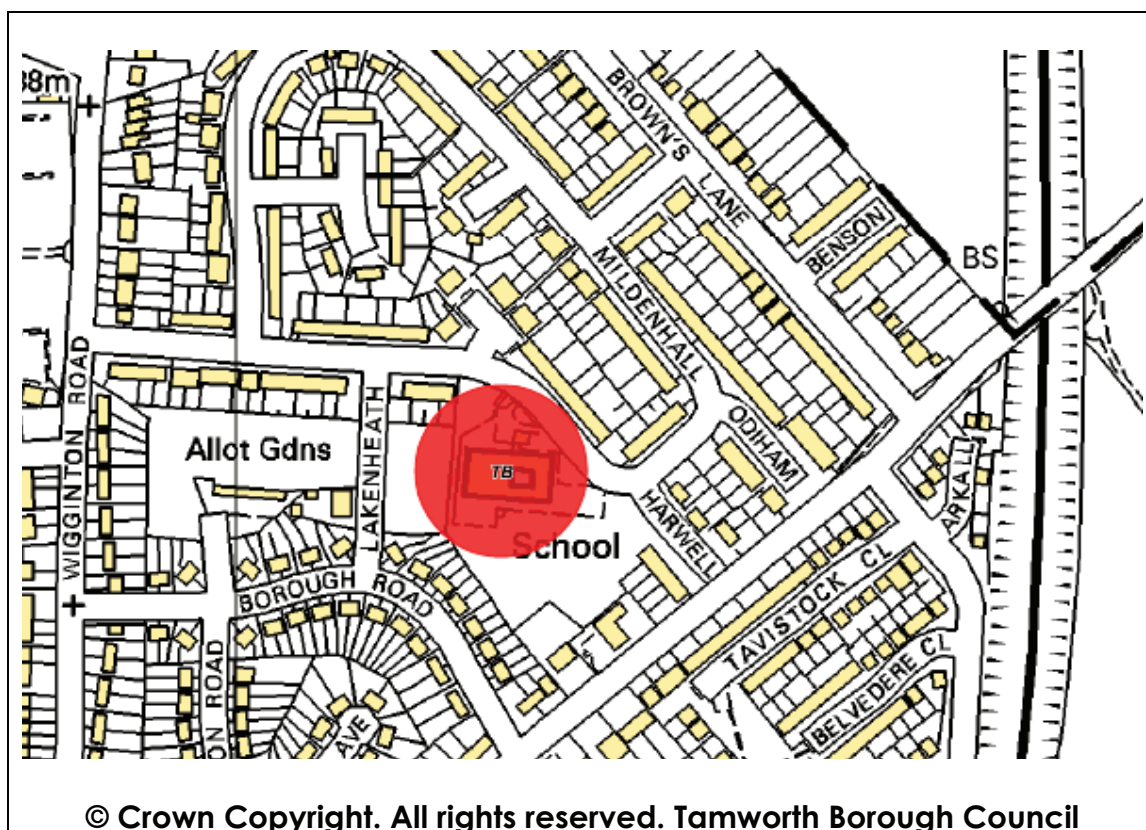 38m
BROWN'S LANE
BENSON
BS
MILDENHALL
WIGGINTON ROAD
LAKENHEATH
ODIHAM
Allot Gdns
TB
ARKALL
HARWELL
School
BOROUGH ROAD
TAVISTOCK CL
BELVEDERE CL
ON ROAD
AVE
© Crown Copyright. All rights reserved. Tamworth Borough Council